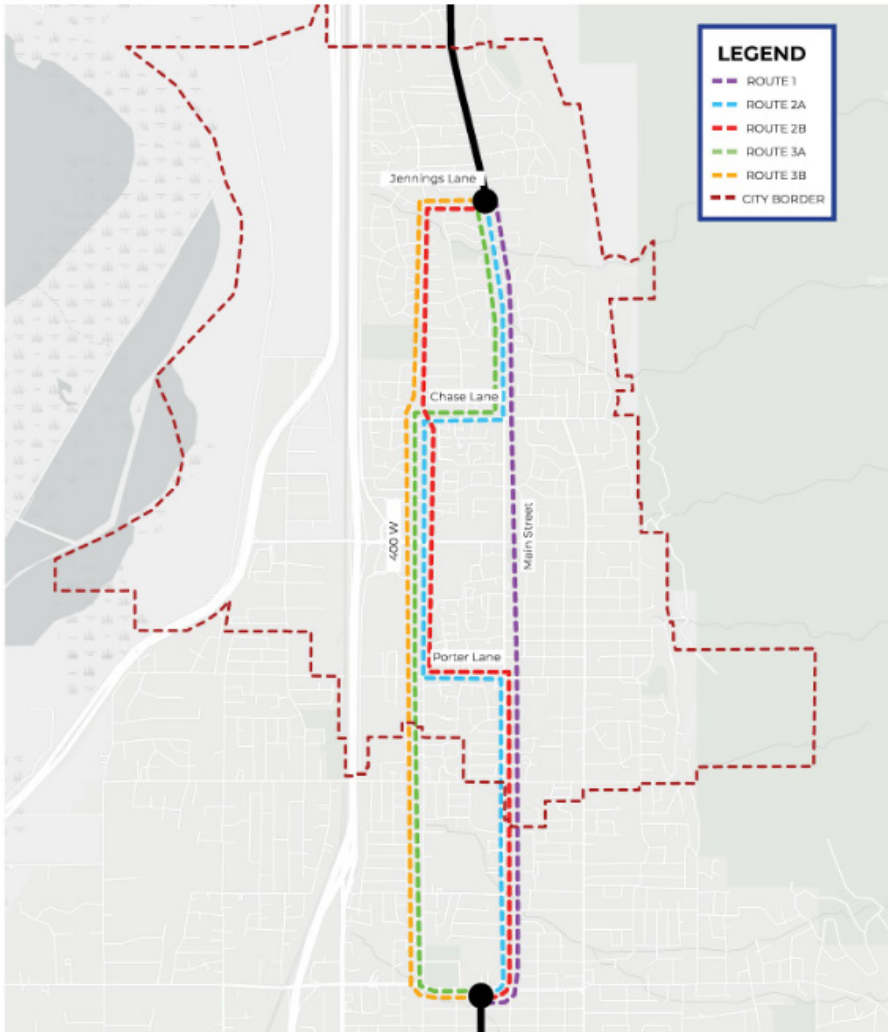 LEGEND
ROUTE 1
ROUTE 2A
ROUTE 2B
ROUTE 3A
ROUTE 3B
CITY BORDER
Jennings Lane
Chase Lane
400 W
Main Street
Porter Lane